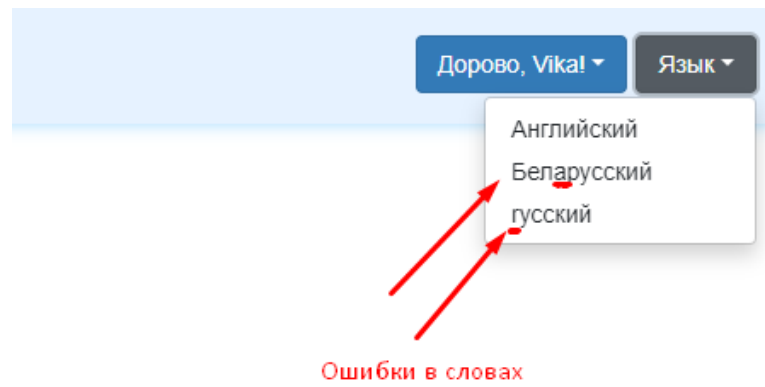 Дорово, Vika!
Язык
Английский
Беларусский
гусский
Ошибки в словах